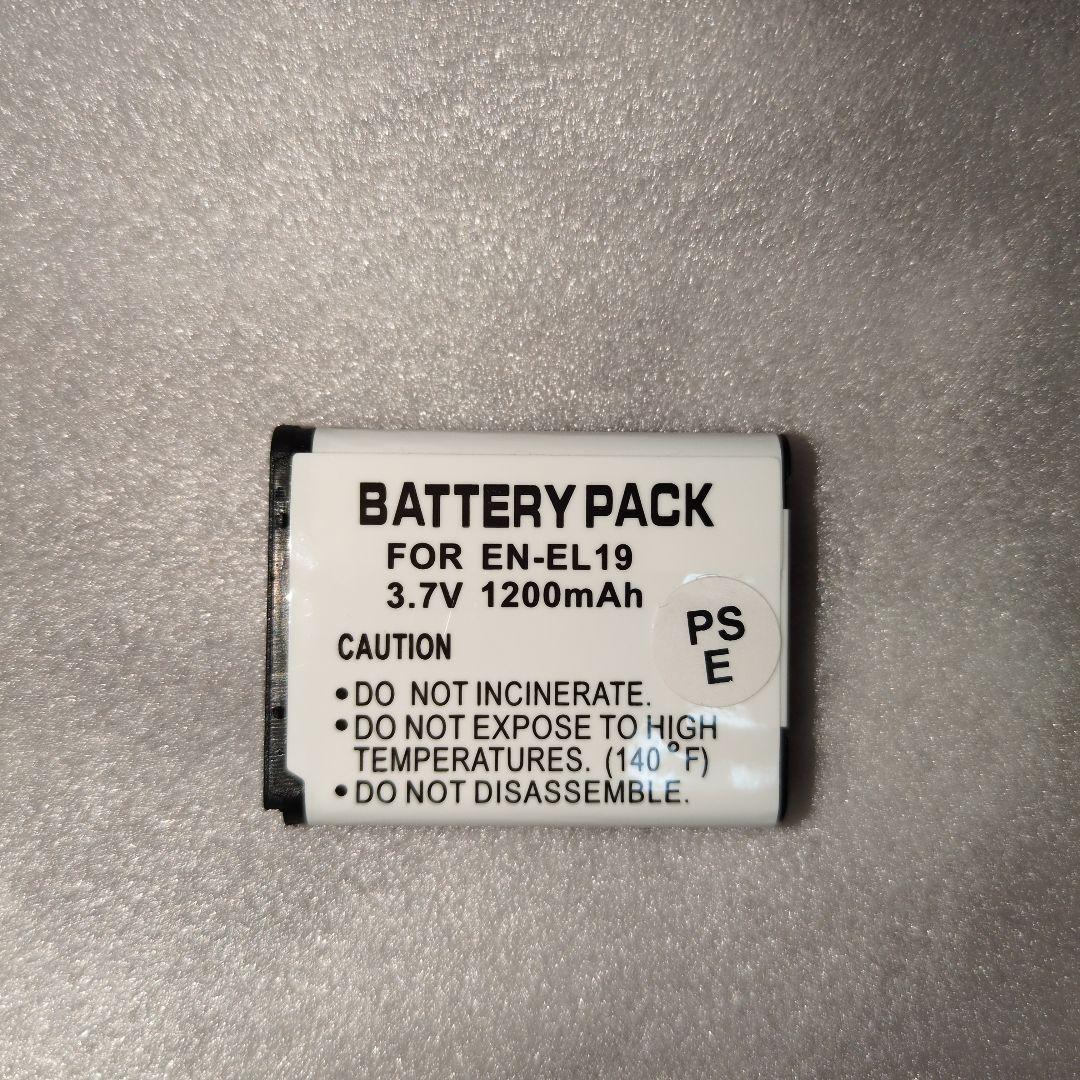 BATTERY PACK
FOR EN-EL19
3.7V 1200mAh
PS
E
CAUTION
•DO NOT INCINERATE.
•DO NOT EXPOSE TO HIGH
TEMPERATURES. (140°F)
•DO NOT DISASSEMBLE.